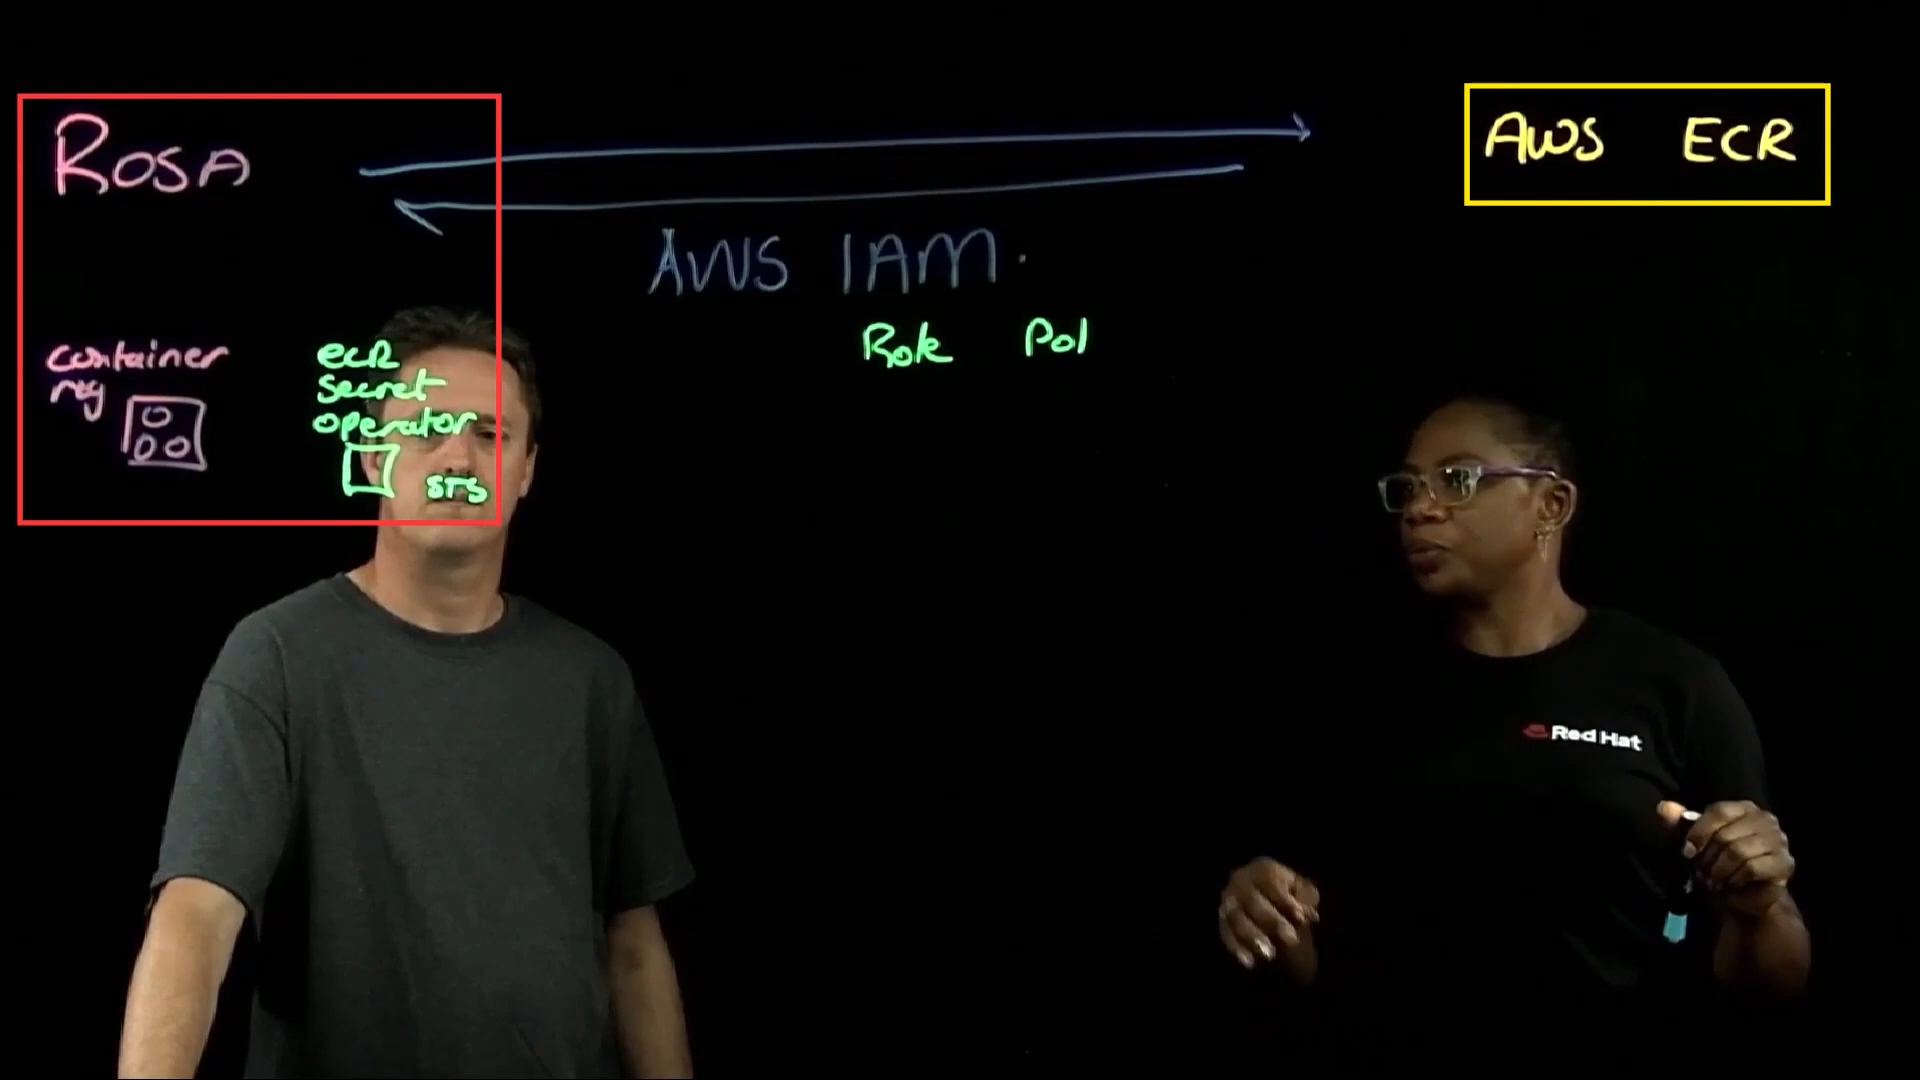 ROSA
AWS ECR
AWS IAM.
Role Pol
container
reg
ecR
secret
operator
STS
Red Hat